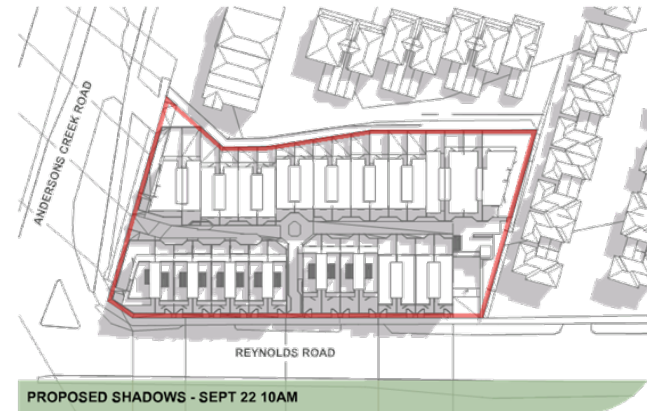 ANDERSONS CREEK ROAD
REYNOLDS ROAD
PROPOSED SHADOWS - SEPT 22 10AM